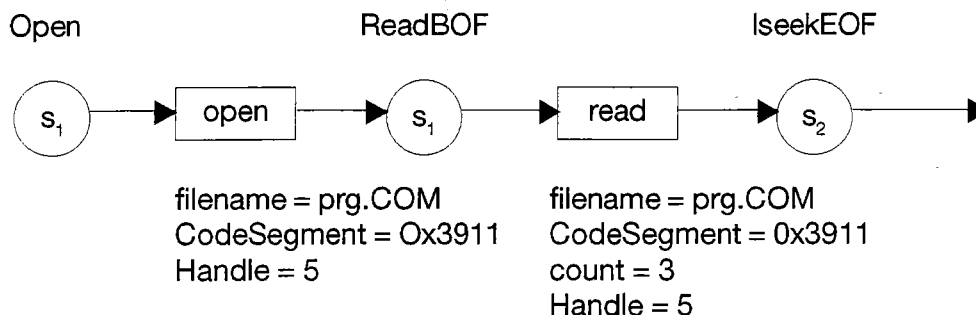 Open ReadBOF lseekEOF
s1 open s1 read s2
filename = prg.COM
CodeSegment = Ox3911
Handle = 5
filename = prg.COM
CodeSegment = 0x3911
count = 3
Handle = 5